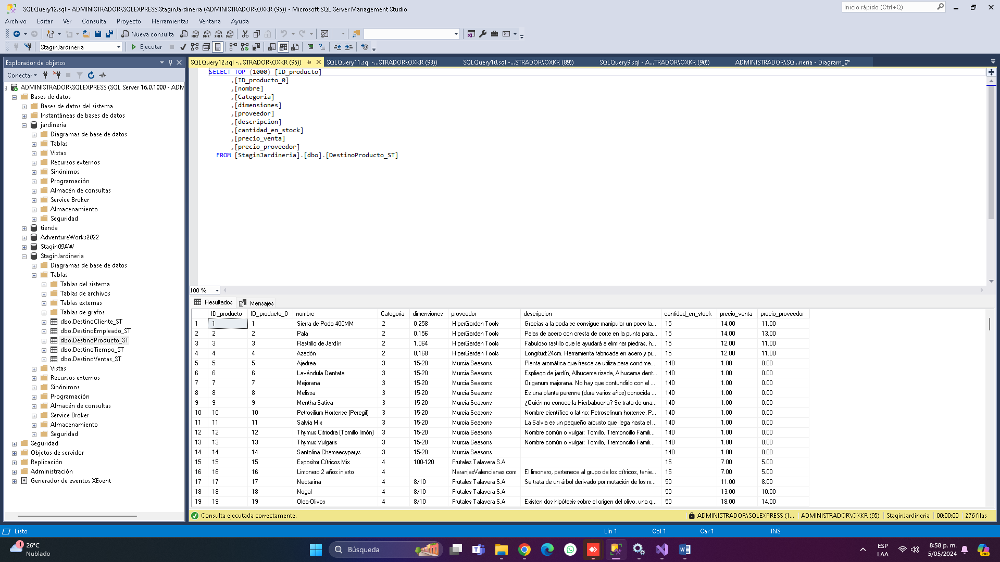 SQLQuery12.sql - ADMINISTRADOR\SQLEXPRESS.StaginJardineria (ADMINISTRADOR\OXKR (95)) - Microsoft SQL Server Management Studio
Inicio rápido (Ctrl+Q)
Archivo Editar Ver Consulta Proyecto Herramientas Ventana Ayuda
Nueva consulta
StaginJardineria Ejecutar
Explorador de objetos
Conectar
ADMINISTRADOR\SQLEXPRESS (SQL Server 16.0.1000 - ADM
Bases de datos
Bases de datos del sistema
Instantáneas de bases de datos
jardineria
Diagramas de base de datos
Tablas
Vistas
Recursos externos
Sinónimos
Programación
Almacén de consultas
Service Broker
Almacenamiento
Seguridad
tienda
AdventureWorks2022
Stagin09AW
StaginJardineria
Diagramas de base de datos
Tablas
Tablas del sistema
Tablas de archivos
Tablas externas
Tablas de grafos
dbo.DestinoCliente_ST
dbo.DestinoEmpleado_ST
dbo.DestinoProducto_ST
dbo.DestinoTiempo_ST
dbo.DestinoVentas_ST
Vistas
Recursos externos
Sinónimos
Programación
Almacén de consultas
Service Broker
Almacenamiento
Seguridad
Seguridad
Objetos de servidor
Replicación
Administración
Generador de eventos XEvent
SQLQuery12.sql -...STRADOR\OXKR (95)) SQLQuery11.sql -...STRADOR\OXKR (93)) SQLQuery10.sql -...STRADOR\OXKR (89)) SQLQuery9.sql - A...TRADOR\OXKR (90)) ADMINISTRADOR\SQ...neria - Diagram_0*
SELECT TOP (1000) [ID_producto]
,[ID_producto_0]
,[nombre]
,[Categoria]
,[dimensiones]
,[proveedor]
,[descripcion]
,[cantidad_en_stock]
,[precio_venta]
,[precio_proveedor]
FROM [StaginJardineria].[dbo].[DestinoProducto_ST]
100 %
Resultados Mensajes
ID_producto ID_producto_0 nombre Categoria dimensiones proveedor descripcion cantidad_en_stock precio_venta precio_proveedor
1 1 1 Sierra de Poda 400MM 2 0,258 HiperGarden Tools Gracias a la poda se consigue manipular un poco la... 15 14.00 11.00
2 2 2 Pala 2 0,156 HiperGarden Tools Palas de acero con cresta de corte en la punta para... 15 14.00 13.00
3 3 3 Rastrillo de Jardín 2 1,064 HiperGarden Tools Fabuloso rastillo que le ayudará a eliminar piedras, h... 15 12.00 11.00
4 4 4 Azadón 2 0,168 HiperGarden Tools Longitud:24cm. Herramienta fabricada en acero y pi... 15 12.00 11.00
5 5 5 Ajedrea 3 15-20 Murcia Seasons Planta aromática que fresca se utiliza para condime... 140 1.00 0.00
6 6 6 Lavándula Dentata 3 15-20 Murcia Seasons Espliego de jardín, Alhucema rizada, Alhucema dent... 140 1.00 0.00
7 7 7 Mejorana 3 15-20 Murcia Seasons Origanum majorana. No hay que confundirlo con el ... 140 1.00 0.00
8 8 8 Melissa 3 15-20 Murcia Seasons Es una planta perenne (dura varios años) conocida ... 140 1.00 0.00
9 9 9 Mentha Sativa 3 15-20 Murcia Seasons ¿Quién no conoce la Hierbabuena? Se trata de una... 140 1.00 0.00
10 10 10 Petrosilium Hortense (Peregil) 3 15-20 Murcia Seasons Nombre científico o latino: Petroselinum hortense, P... 140 1.00 0.00
11 11 11 Salvia Mix 3 15-20 Murcia Seasons La Salvia es un pequeño arbusto que llega hasta el ... 140 1.00 0.00
12 12 12 Thymus Citriodra (Tomillo limón) 3 15-20 Murcia Seasons Nombre común o vulgar: Tomillo, Tremoncillo Famili... 140 1.00 0.00
13 13 13 Thymus Vulgaris 3 15-20 Murcia Seasons Nombre común o vulgar: Tomillo, Tremoncillo Famili... 140 1.00 0.00
14 14 14 Santolina Chamaecyparys 3 15-20 Murcia Seasons 140 1.00 0.00
15 15 15 Expositor Cítricos Mix 4 100-120 Frutales Talavera S.A 15 7.00 5.00
16 16 16 Limonero 2 años injerto 4 NaranjasValencianas.com El limonero, pertenece al grupo de los cítricos, tenie... 15 7.00 5.00
17 17 17 Nectarina 4 8/10 Frutales Talavera S.A Se trata de un árbol derivado por mutación de los m... 50 11.00 8.00
18 18 18 Nogal 4 8/10 Frutales Talavera S.A 50 13.00 10.00
19 19 19 Olea-Olivos 4 8/10 Frutales Talavera S.A Existen dos hipótesis sobre el origen del olivo, una q... 50 18.00 14.00
Consulta ejecutada correctamente. ADMINISTRADOR\SQLEXPRESS (1... ADMINISTRADOR\OXKR (95) StaginJardineria 00:00:00 276 filas
Listo Lín 1 Col 1 Car 1 INS
1
26°C
Nublado
Búsqueda
ESP
LAA
8:58 p. m.
5/05/2024
PRE